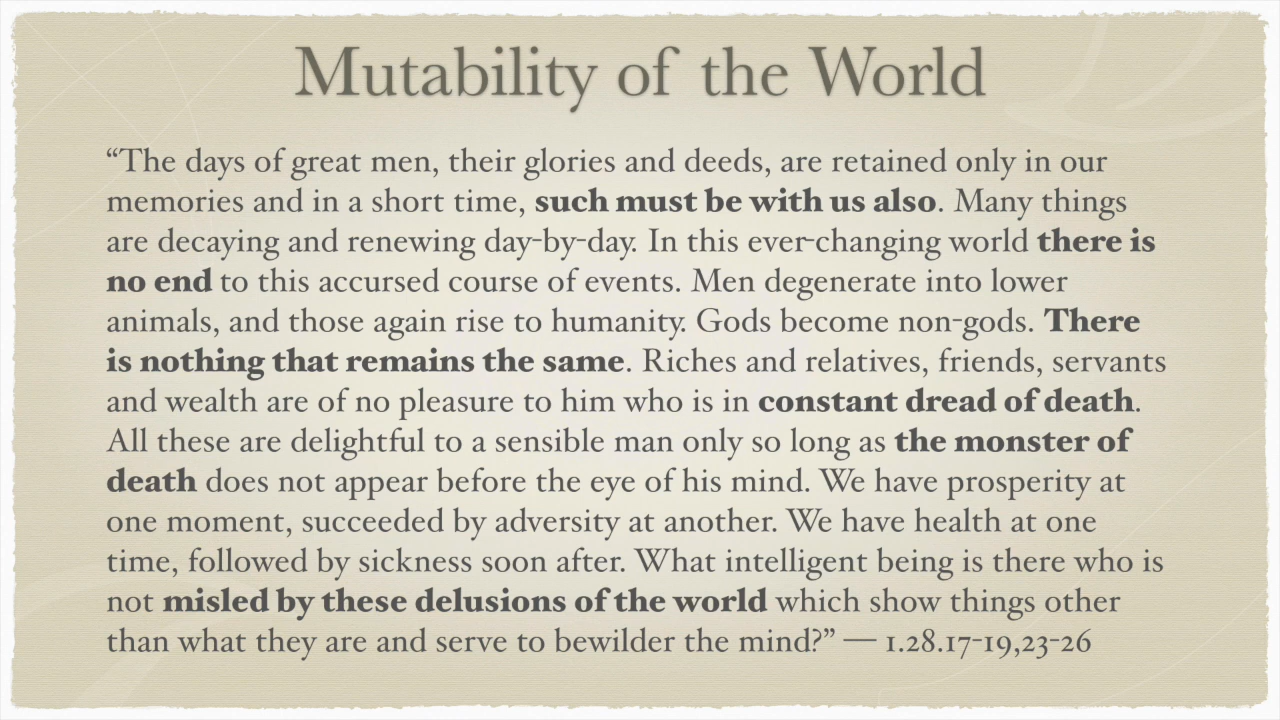 Mutability of the World
“The days of great men, their glories and deeds, are retained only in our
memories and in a short time, such must be with us also. Many things
are decaying and renewing day-by-day. In this ever-changing world there is
no end to this accursed course of events. Men degenerate into lower
animals, and those again rise to humanity. Gods become non-gods. There
is nothing that remains the same. Riches and relatives, friends, servants
and wealth are of no pleasure to him who is in constant dread of death.
All these are delightful to a sensible man only so long as the monster of
death does not appear before the eye of his mind. We have prosperity at
one moment, succeeded by adversity at another. We have health at one
time, followed by sickness soon after. What intelligent being is there who is
not misled by these delusions of the world which show things other
than what they are and serve to bewilder the mind?” — 1.28.17-19,23-26